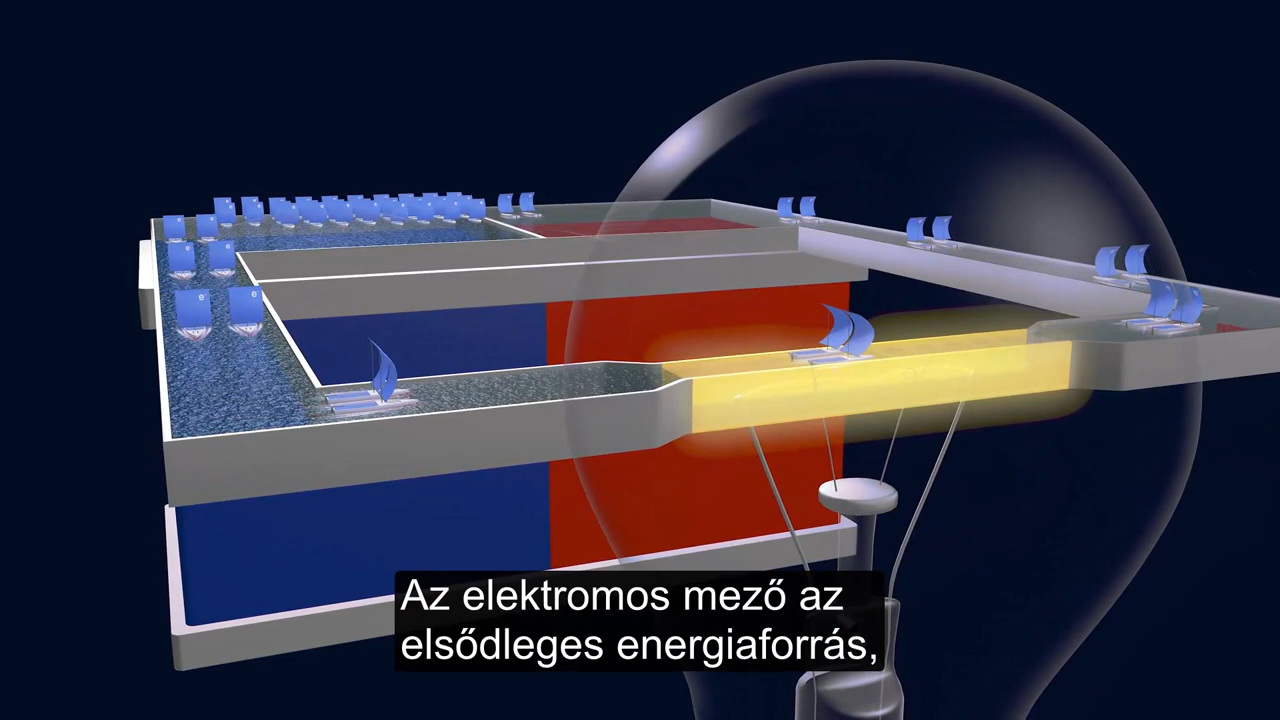 e⁻
e⁻
e⁻
e⁻
Az elektromos mező az
elsődleges energiaforrás,